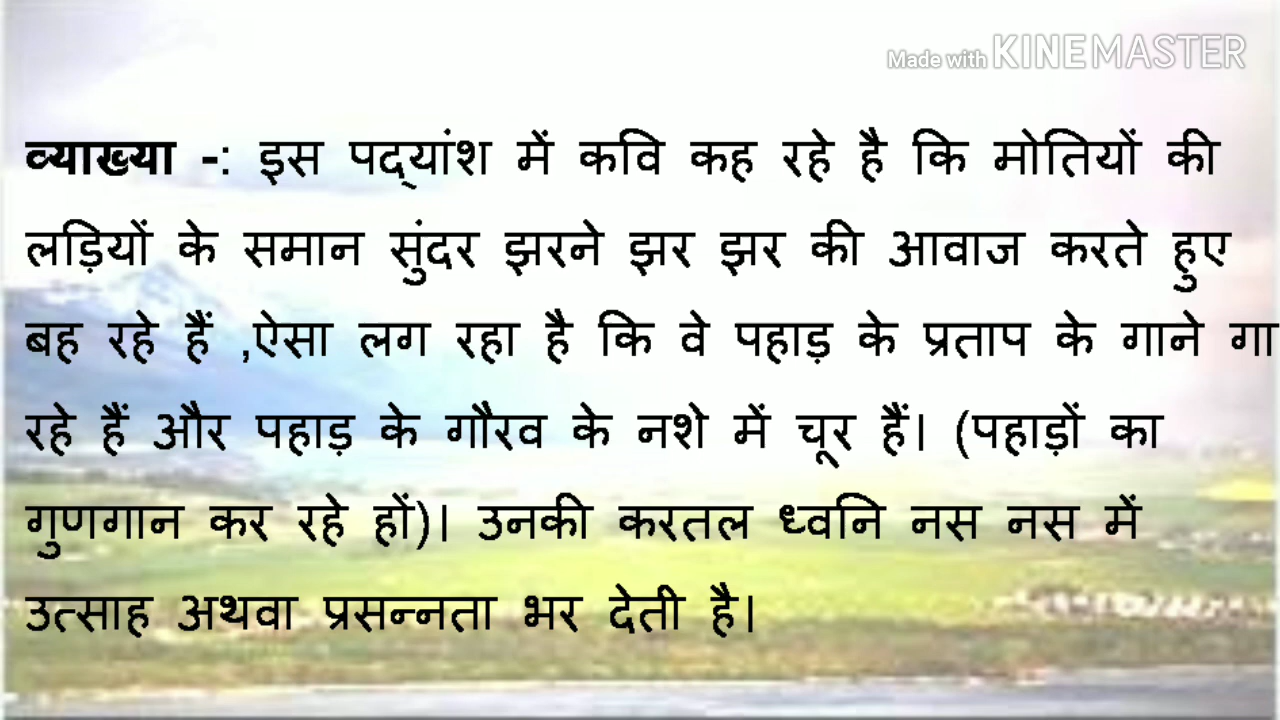 Made with KINEMASTER
व्याख्या -: इस पद्यांश में कवि कह रहे है कि मोतियों की
लड़ियों के समान सुंदर झरने झर झर की आवाज करते हुए
बह रहे हैं ,ऐसा लग रहा है कि वे पहाड़ के प्रताप के गाने गा
रहे हैं और पहाड़ के गौरव के नशे में चूर हैं। (पहाड़ों का
गुणगान कर रहे हों)। उनकी करतल ध्वनि नस नस में
उत्साह अथवा प्रसन्नता भर देती है।